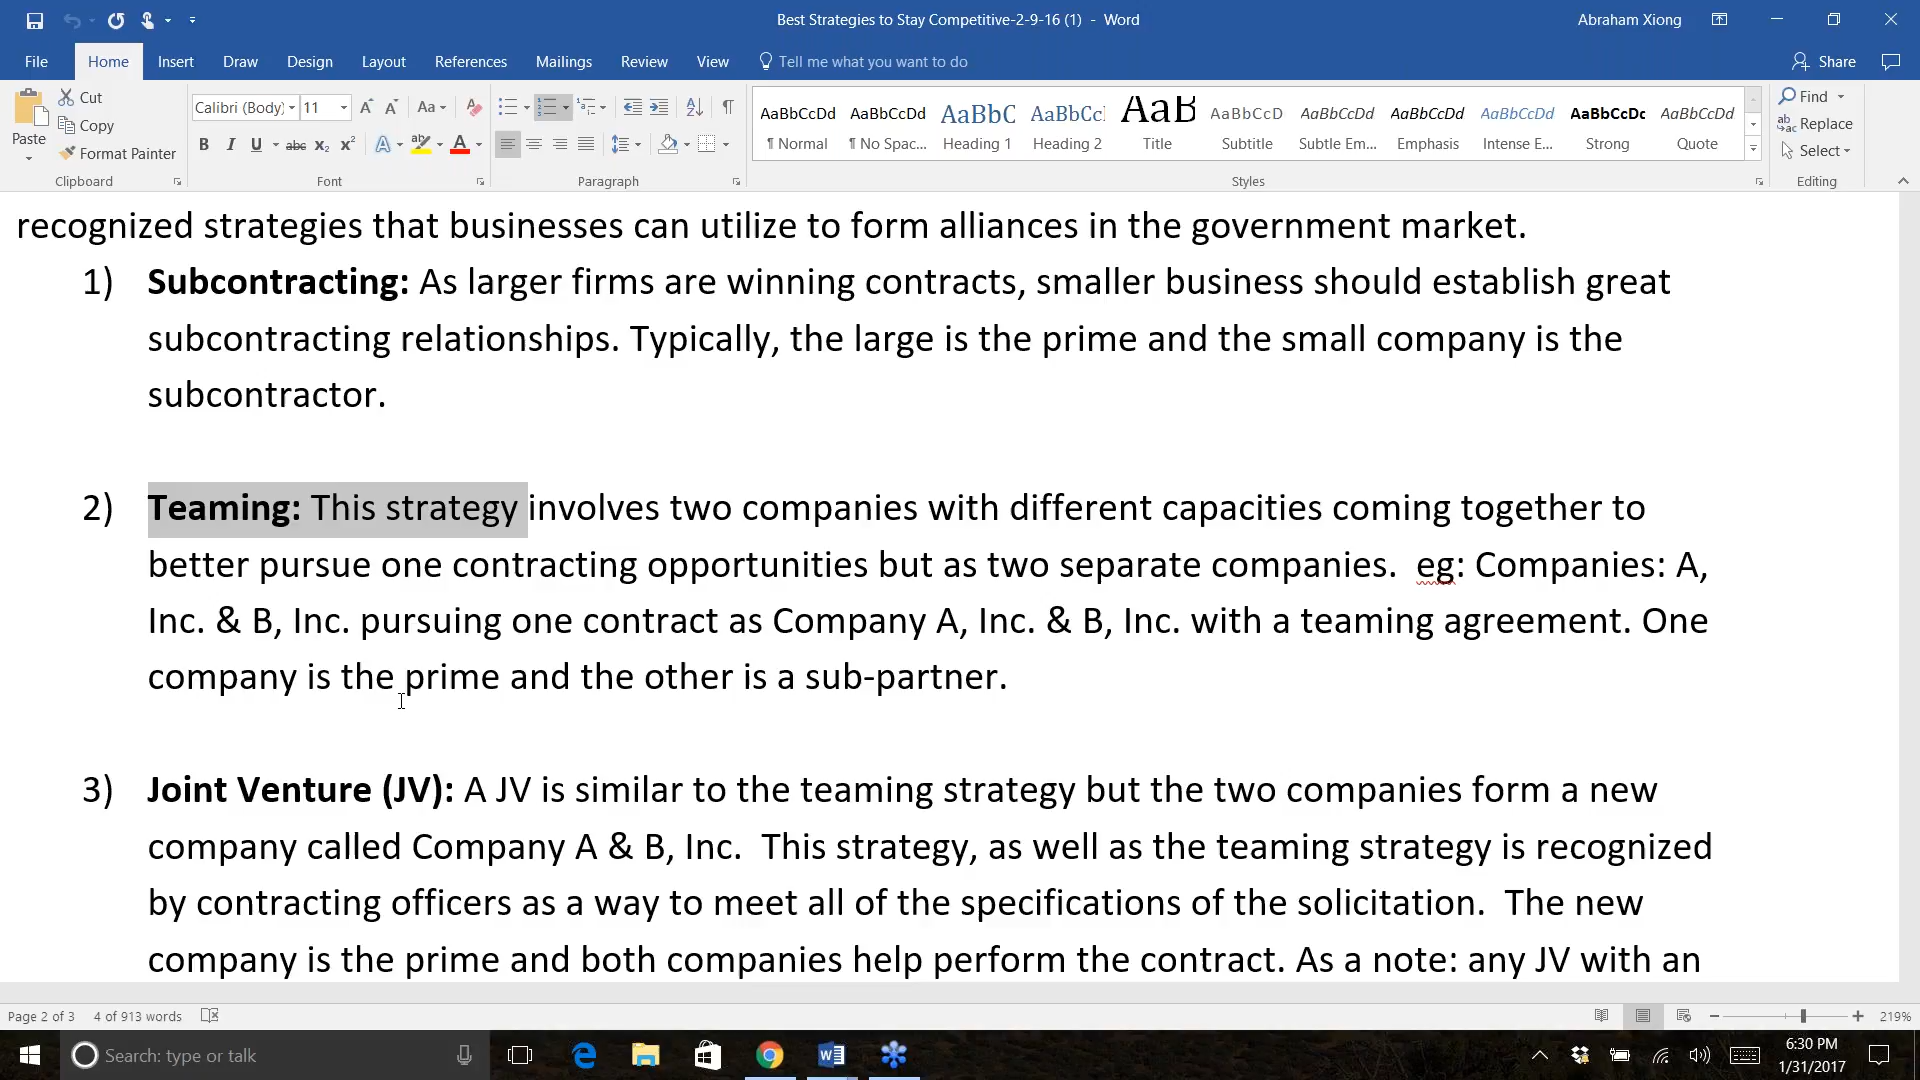 Best Strategies to Stay Competitive-2-9-16 (1) - Word
Abraham Xiong
File Home Insert Draw Design Layout References Mailings Review View Tell me what you want to do
Share
Paste
Cut
Copy
Format Painter
Clipboard
Calibri (Body) 11
Font
Paragraph
AaBbCcDd AaBbCcDd AaBbC AaBbCc AaB AaBbCcD AaBbCcDd AaBbCcDd AaBbCcDd AaBbCcDc AaBbCcDd
¶ Normal ¶ No Spac... Heading 1 Heading 2 Title Subtitle Subtle Em... Emphasis Intense E... Strong Quote
Styles
Find
Replace
Select
Editing
recognized strategies that businesses can utilize to form alliances in the government market.
1) Subcontracting: As larger firms are winning contracts, smaller business should establish great
subcontracting relationships. Typically, the large is the prime and the small company is the
subcontractor.
2) Teaming: This strategy involves two companies with different capacities coming together to
better pursue one contracting opportunities but as two separate companies.  eg: Companies: A,
Inc. & B, Inc. pursuing one contract as Company A, Inc. & B, Inc. with a teaming agreement. One
company is the prime and the other is a sub-partner.
3) Joint Venture (JV): A JV is similar to the teaming strategy but the two companies form a new
company called Company A & B, Inc.  This strategy, as well as the teaming strategy is recognized
by contracting officers as a way to meet all of the specifications of the solicitation.  The new
company is the prime and both companies help perform the contract. As a note: any JV with an
Page 2 of 3 4 of 913 words
219%
Search: type or talk
6:30 PM
1/31/2017